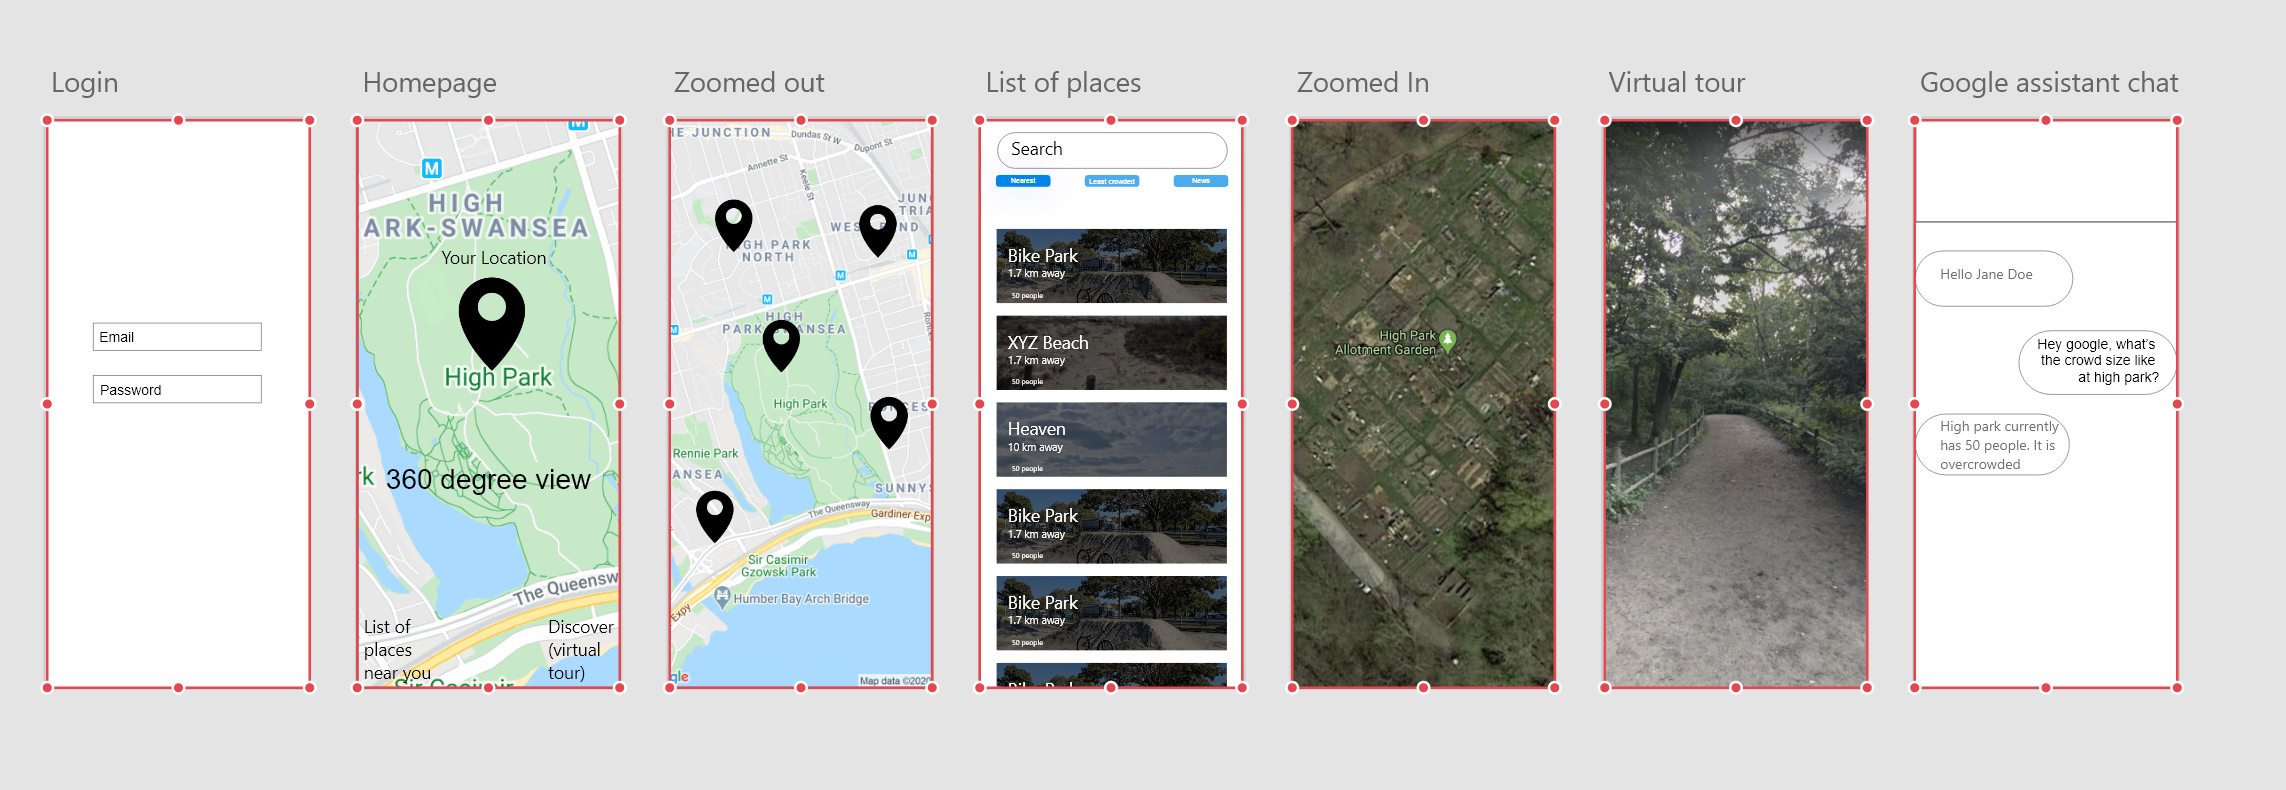 Login
Email
Password
Homepage
M
M
HIGH
ARK-SWANSEA
Your Location
High Park
rk
360 degree view
The Queensw
List of
places
near you
Discover
(virtual
tour)
Zoomed out
E JUNCTION
Dundas St W
Annette St
Dupont St
Keele St
JUN
TRIA
WES END
GH PARK
NORTH
M
M
M
M
HIGH
PARK SWANSEA
High Park
Rennie Park
ANSEA
SUNNYS
The Queensway
Gardiner Exp
Sir Casimir
Gzowski Park
Humber Bay Arch Bridge
Expy
gle
Map data ©2020
List of places
Search
Nearest
Least crowded
News
Bike Park
1.7 km away
50 people
XYZ Beach
1.7 km away
50 people
Heaven
10 km away
50 people
Bike Park
1.7 km away
50 people
Bike Park
1.7 km away
50 people
Zoomed In
High Park
Allotment Garden
Virtual tour
Google assistant chat
Hello Jane Doe
Hey google, what's
the crowd size like
at high park?
High park currently
has 50 people. It is
overcrowded